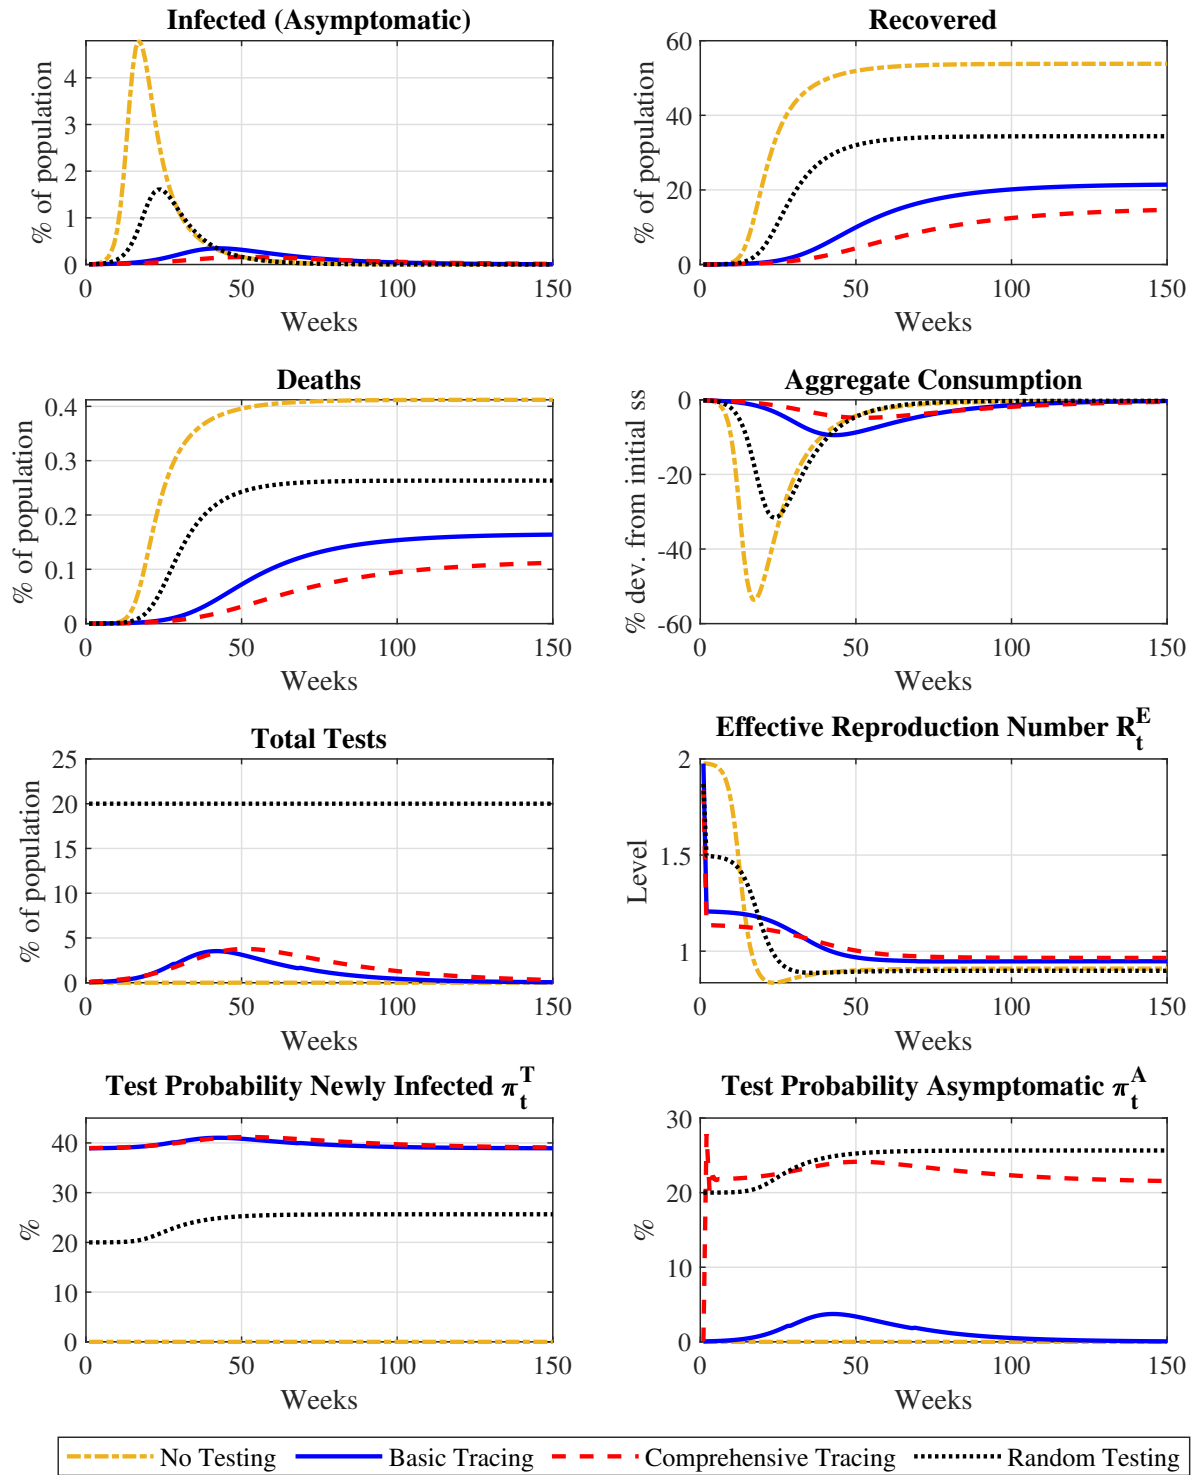 Infected (Asymptomatic)
% of population
4
3
2
1
0
0 50 100 150
Weeks
Recovered
% of population
60
40
20
0
0 50 100 150
Weeks
Deaths
% of population
0.4
0.3
0.2
0.1
0
0 50 100 150
Weeks
Aggregate Consumption
% dev. from initial ss
0
-20
-40
-60
0 50 100 150
Weeks
Total Tests
% of population
25
20
15
10
5
0
0 50 100 150
Weeks
Effective Reproduction Number R_t^E
Level
2
1.5
1
0 50 100 150
Weeks
Test Probability Newly Infected π_t^T
%
40
30
20
10
0
0 50 100 150
Weeks
Test Probability Asymptomatic π_t^A
%
30
20
10
0
0 50 100 150
Weeks
No Testing Basic Tracing Comprehensive Tracing Random Testing